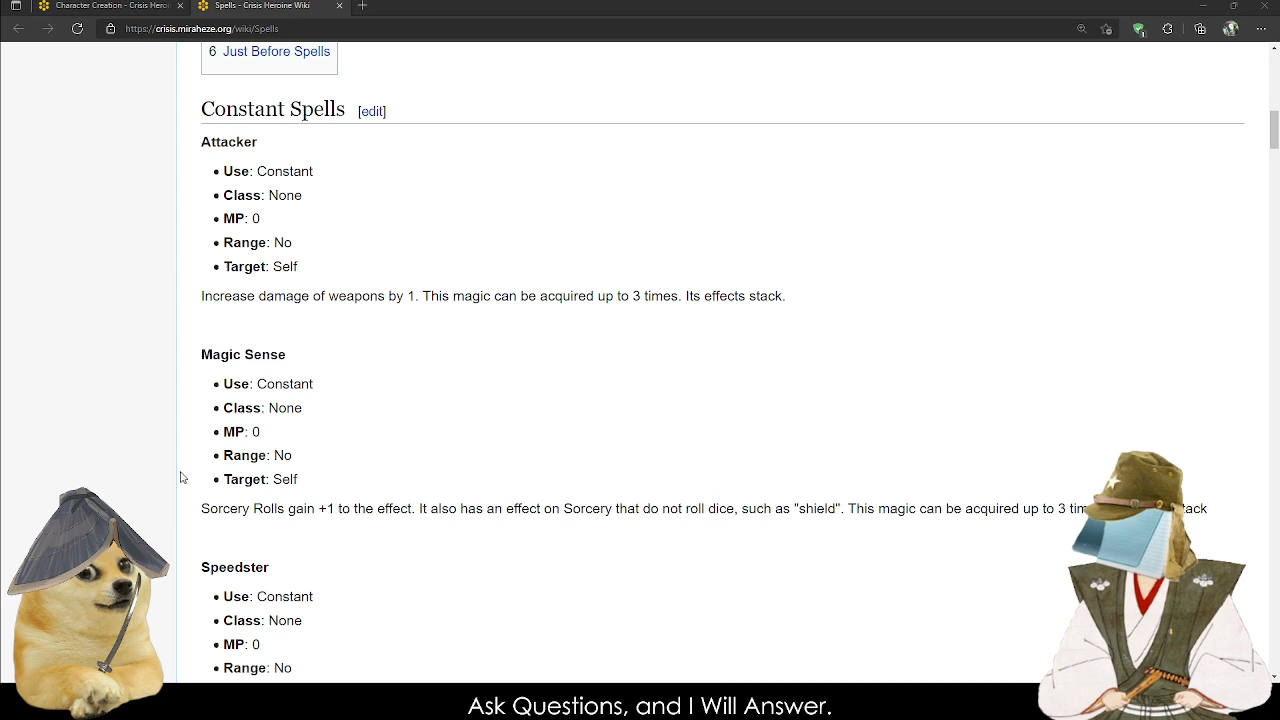 Character Creation - Crisis Heroi
Spells - Crisis Heroine Wiki
https://crisis.miraheze.org/wiki/Spells
6 Just Before Spells
Constant Spells [edit]
Attacker
• Use: Constant
• Class: None
• MP: 0
• Range: No
• Target: Self
Increase damage of weapons by 1. This magic can be acquired up to 3 times. Its effects stack.
Magic Sense
• Use: Constant
• Class: None
• MP: 0
• Range: No
• Target: Self
Sorcery Rolls gain +1 to the effect. It also has an effect on Sorcery that do not roll dice, such as "shield". This magic can be acquired up to 3 tim tack
Speedster
• Use: Constant
• Class: None
• MP: 0
• Range: No
Ask Questions, and I Will Answer.